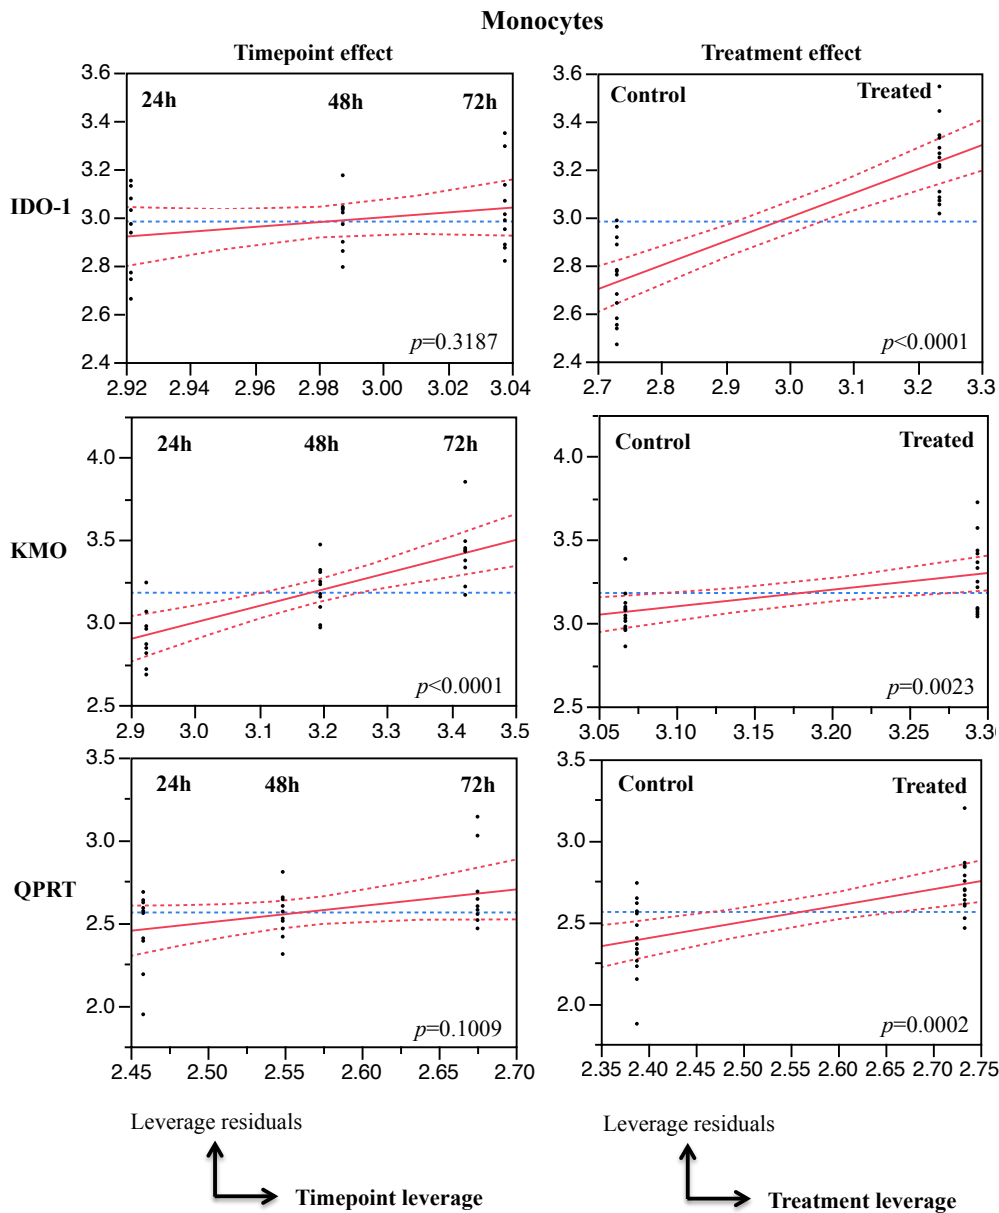 Monocytes
Timepoint effect
Treatment effect
IDO-1
3.6
3.4
3.2
3.0
2.8
2.6
2.4
24h
48h
72h
p=0.3187
2.92 2.94 2.96 2.98 3.00 3.02 3.04
3.6
3.4
3.2
3.0
2.8
2.6
2.4
Control
Treated
p<0.0001
2.7 2.8 2.9 3.0 3.1 3.2 3.3
KMO
4.0
3.5
3.0
2.5
24h
48h
72h
p<0.0001
2.9 3.0 3.1 3.2 3.3 3.4 3.5
4.0
3.5
3.0
2.5
Control
Treated
p=0.0023
3.05 3.10 3.15 3.20 3.25 3.30
QPRT
3.5
3.0
2.5
2.0
24h
48h
72h
p=0.1009
2.45 2.50 2.55 2.60 2.65 2.70
3.5
3.0
2.5
2.0
Control
Treated
p=0.0002
2.35 2.40 2.45 2.50 2.55 2.60 2.65 2.70 2.75
Leverage residuals
Timepoint leverage
Leverage residuals
Treatment leverage